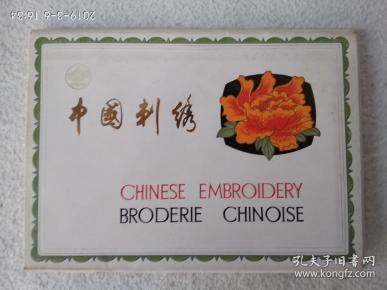 2019-3-6 16:34
中國刺綉
CHINESE EMBROIDERY
BRODERIE CHINOISE
孔夫子旧书网
www.kongfz.com